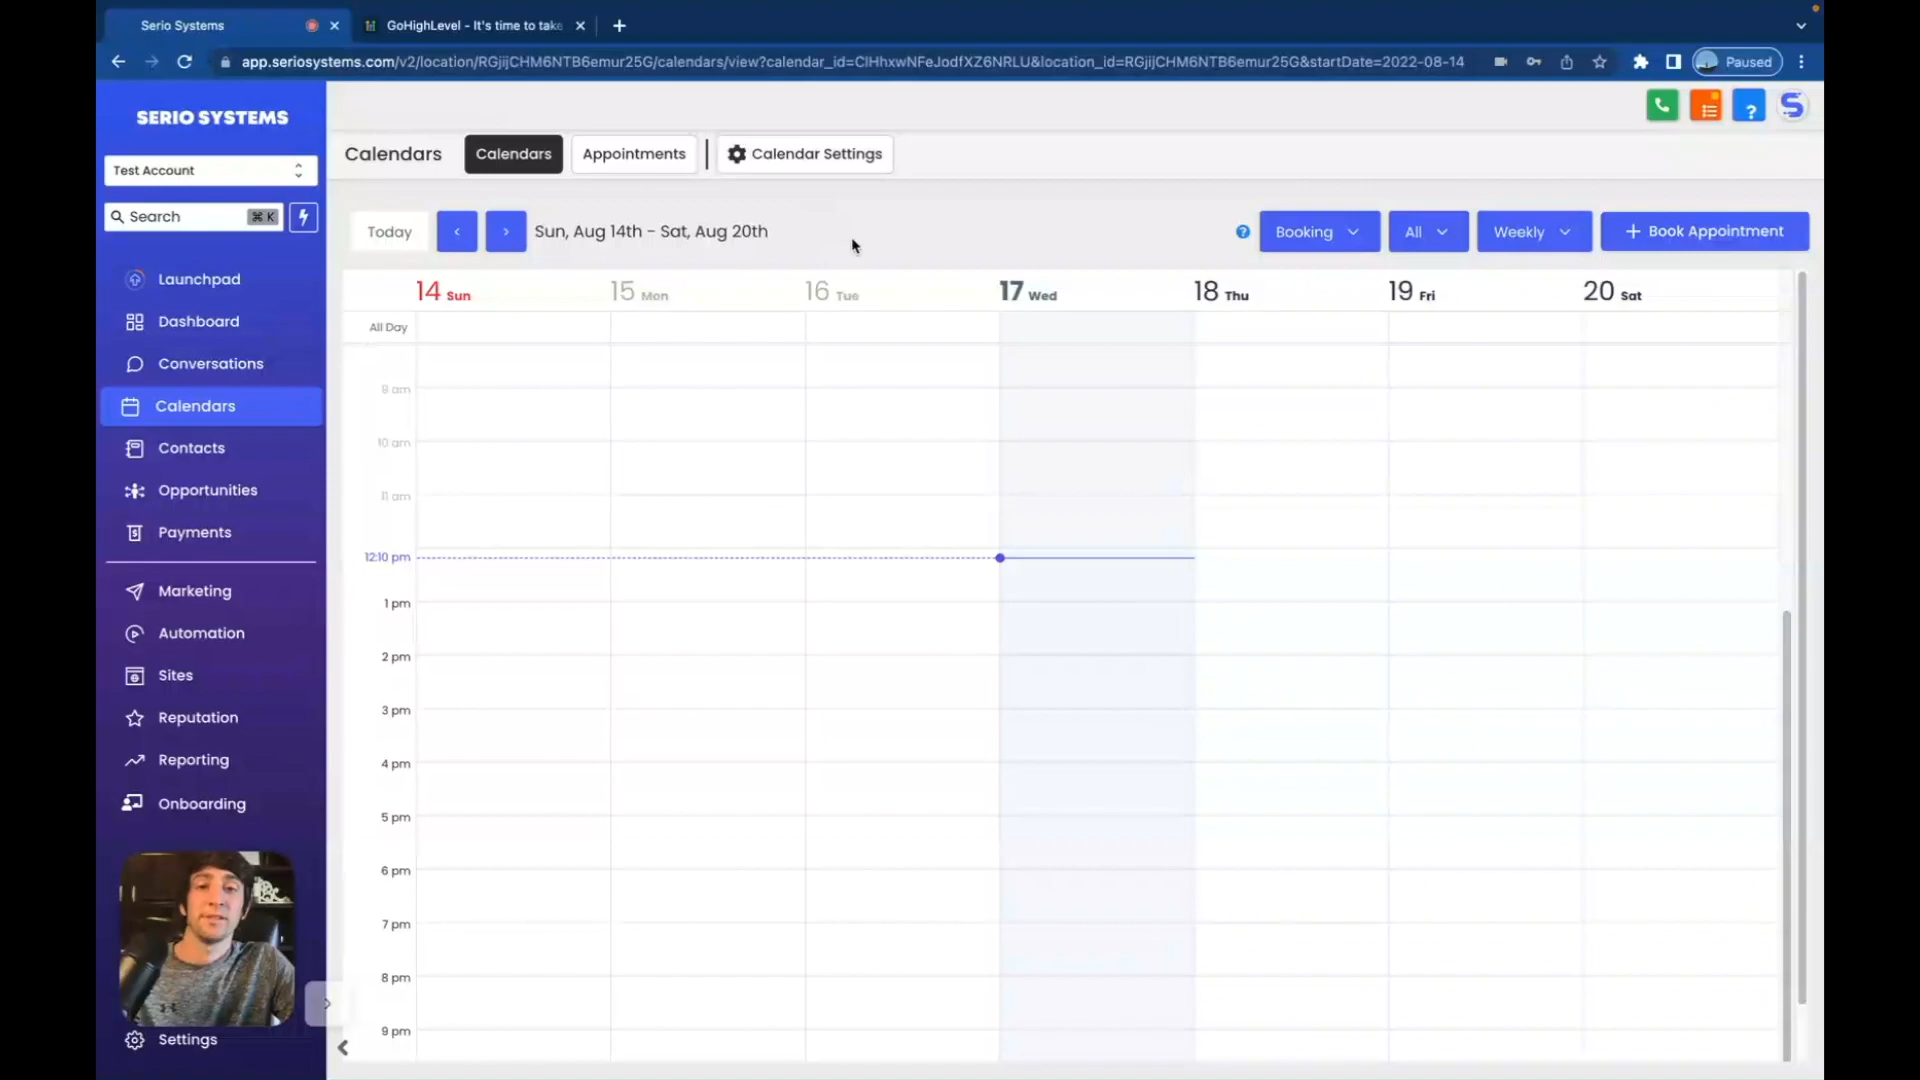 Serio Systems
GoHighLevel - It's time to take
app.seriosystems.com/v2/location/RGjijCHM6NTB6emur25G/calendars/view?calendar_id=ClHhxwNFeJodfXZ6NRLU&location_id=RGjijCHM6NTB6emur25G&startDate=2022-08-14
Paused
SERIO SYSTEMS
Test Account
Search ⌘ K
Launchpad
Dashboard
Conversations
Calendars
Contacts
Opportunities
Payments
Marketing
Automation
Sites
Reputation
Reporting
Onboarding
Settings
Calendars Calendars Appointments Calendar Settings
Today < > Sun, Aug 14th - Sat, Aug 20th ? Booking All Weekly + Book Appointment
14 Sun 15 Mon 16 Tue 17 Wed 18 Thu 19 Fri 20 Sat
All Day
9 am
10 am
11 am
12:10 pm
1 pm
2 pm
3 pm
4 pm
5 pm
6 pm
7 pm
8 pm
9 pm